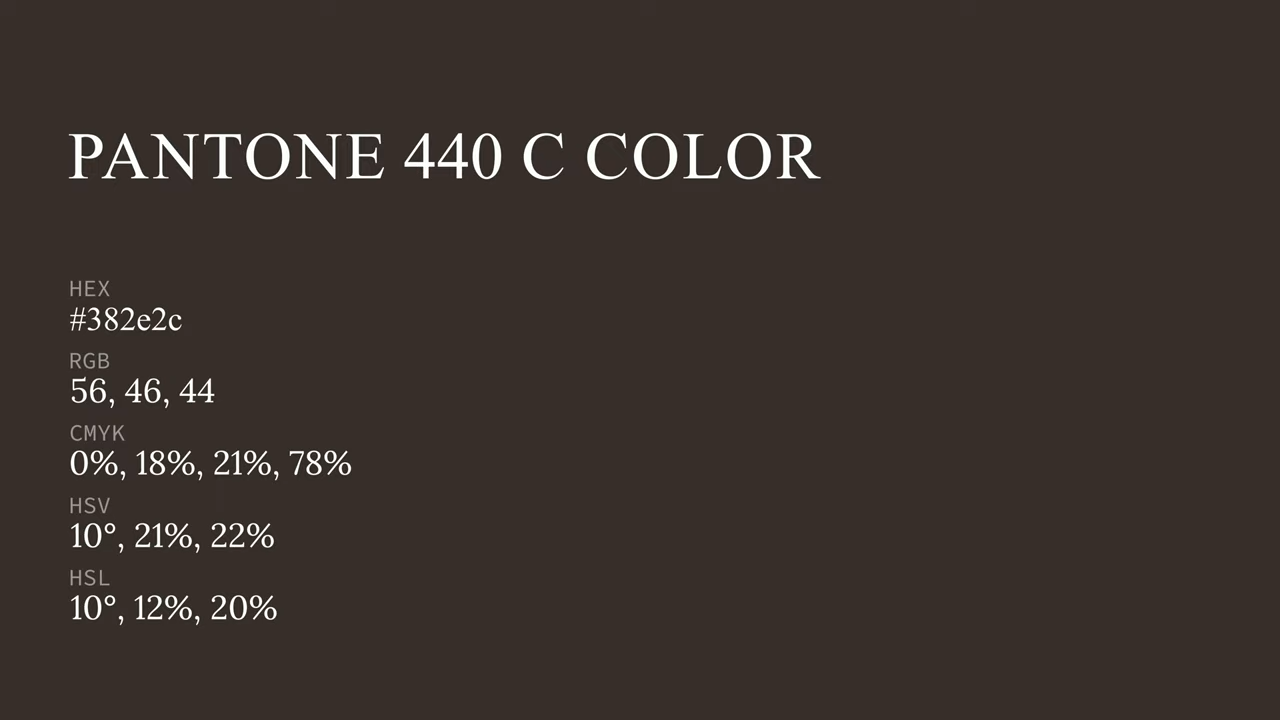 PANTONE 440 C COLOR
HEX
#382e2c
RGB
56, 46, 44
CMYK
0%, 18%, 21%, 78%
HSV
10°, 21%, 22%
HSL
10°, 12%, 20%